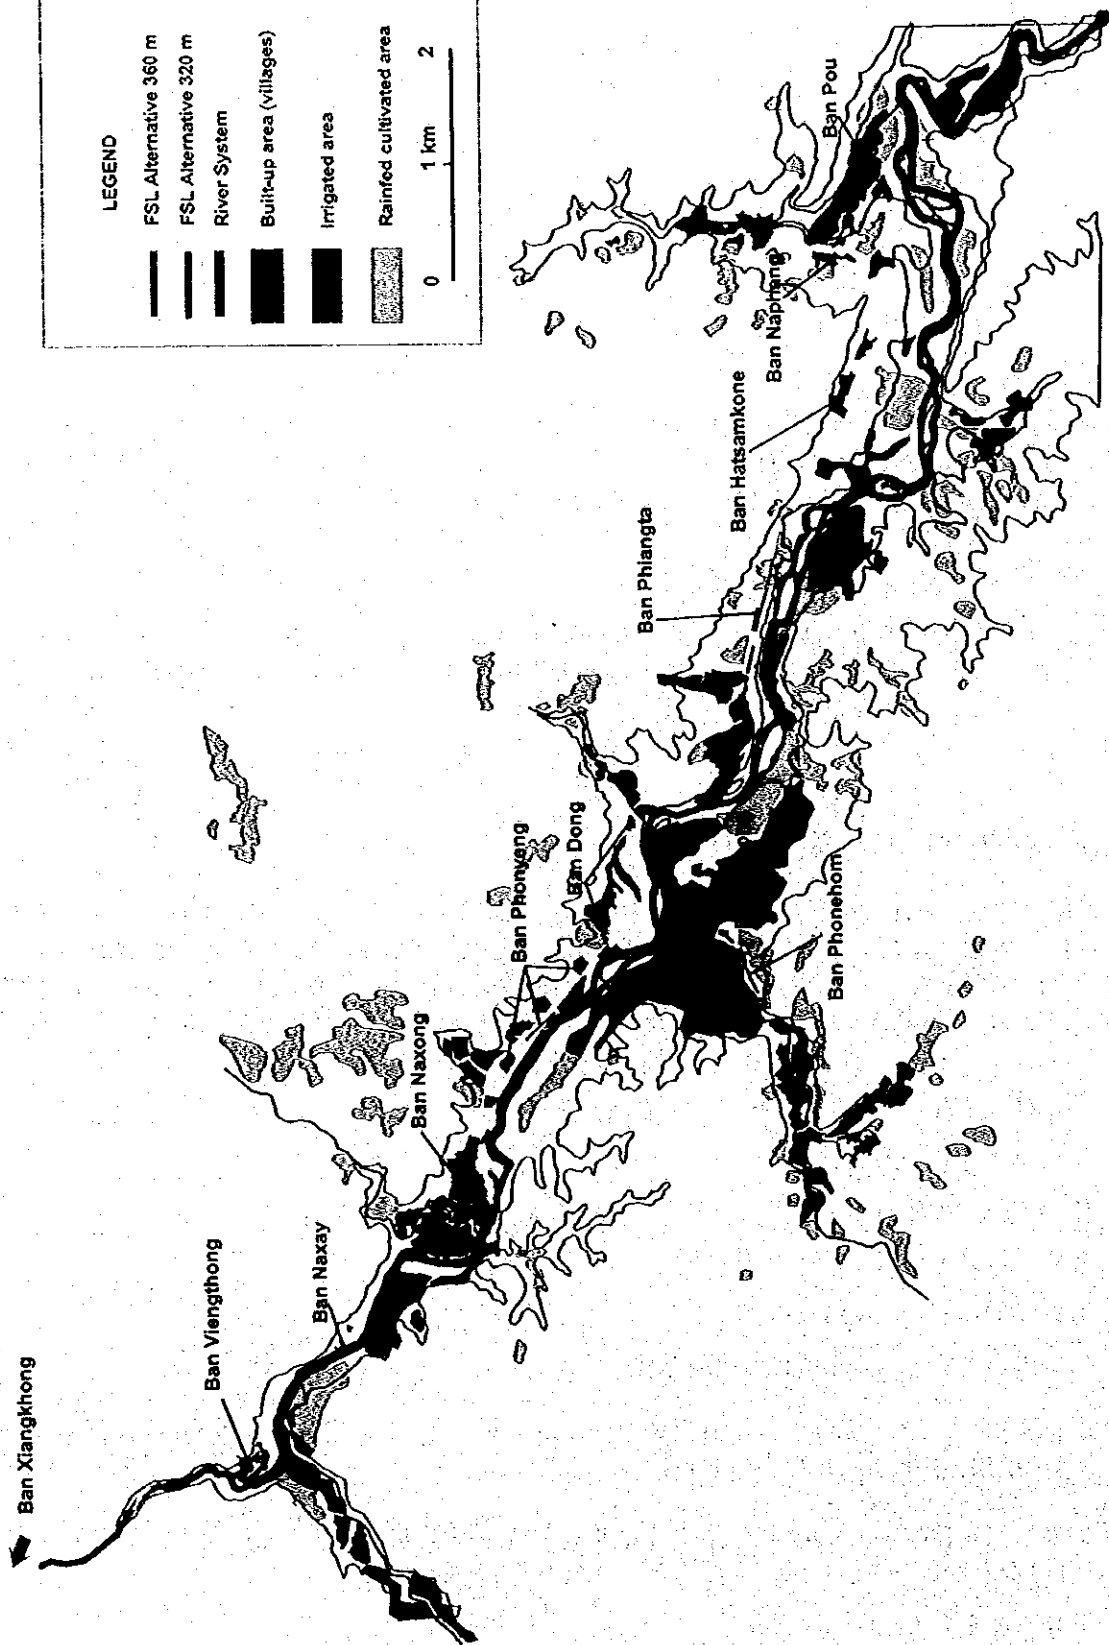 LEGEND
FSL Alternative 360 m
FSL Alternative 320 m
River System
Built-up area (villages)
Irrigated area
Rainfed cultivated area
0 1 km 2
Ban Xiangkhong
Ban Viengthong
Ban Naxay
Ban Naxong
Ban Phonyeng
Ban Dong
Ban Phonehom
Ban Phiangta
Ban Hatsamkone
Ban Naphang
Ban Pou